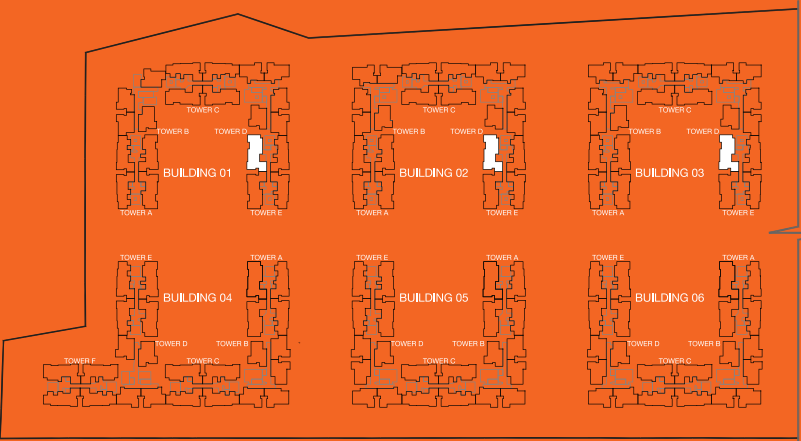 TOWER C TOWER C TOWER C
TOWER B TOWER D TOWER B TOWER D TOWER B TOWER D
BUILDING 01 BUILDING 02 BUILDING 03
TOWER A TOWER E TOWER A TOWER E TOWER A TOWER E
TOWER E TOWER A TOWER E TOWER A TOWER E TOWER A
BUILDING 04 BUILDING 05 BUILDING 06
TOWER D TOWER B TOWER D TOWER B TOWER D TOWER B
TOWER F TOWER C TOWER C TOWER C